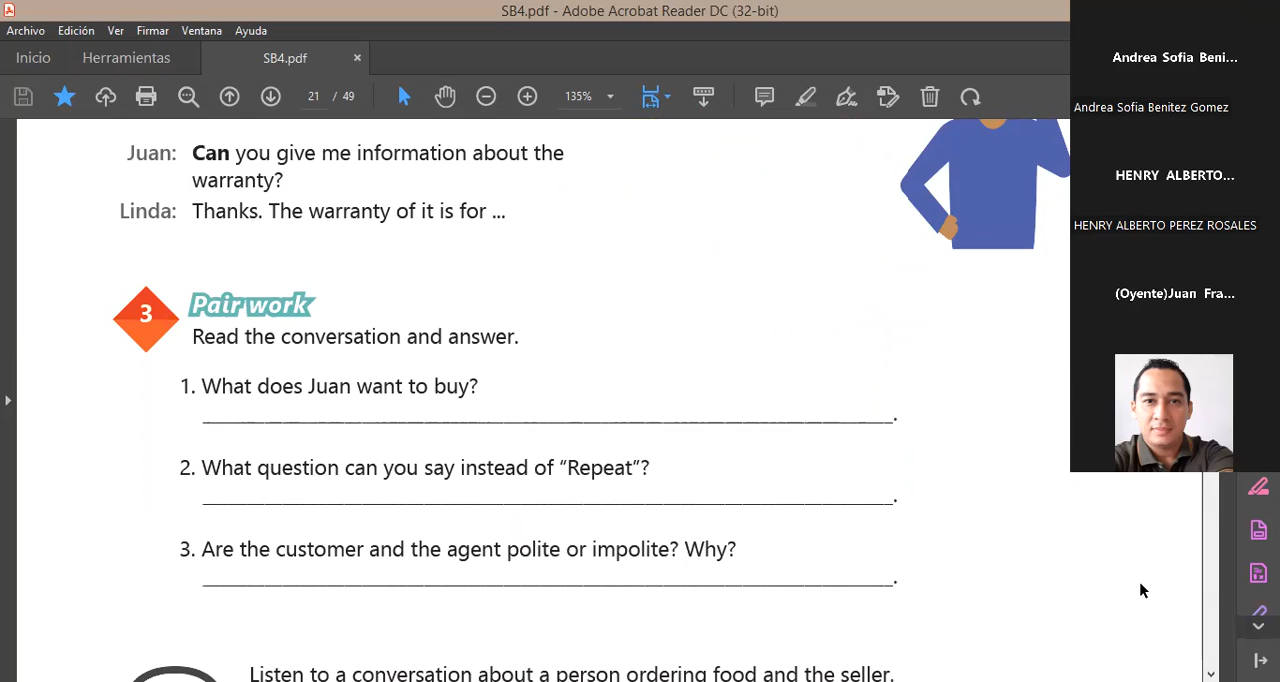 SB4.pdf - Adobe Acrobat Reader DC (32-bit)
Archivo Edición Ver Firmar Ventana Ayuda
Inicio Herramientas SB4.pdf ×
21 / 49 135%
Juan: Can you give me information about the
warranty?
Linda: Thanks. The warranty of it is for ...
3 Pair work
Read the conversation and answer.
1. What does Juan want to buy?
2. What question can you say instead of “Repeat”?
3. Are the customer and the agent polite or impolite? Why?
Listen to a conversation about a person ordering food and the seller.
Andrea Sofia Beni...
Andrea Sofia Benitez Gomez
HENRY ALBERTO...
HENRY ALBERTO PEREZ ROSALES
(Oyente)Juan Fra...